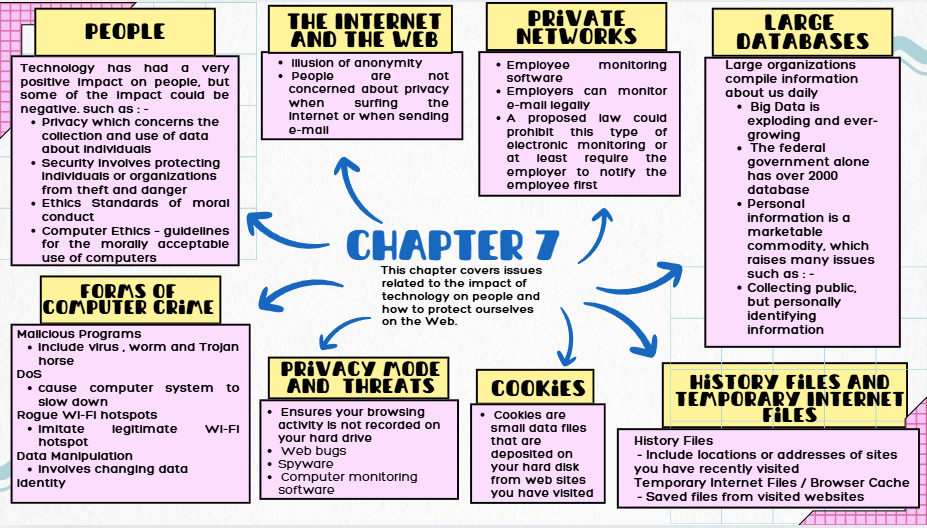 PEOPLE
Technology has had a very
positive impact on people, but
some of the impact could be
negative. such as : -
• Privacy which concerns the
collection and use of data
about individuals
• Security involves protecting
individuals or organizations
from theft and danger
• Ethics Standards of moral
conduct
• Computer Ethics - guidelines
for the morally acceptable
use of computers
THE INTERNET
AND THE WEB
• Illusion of anonymity
• People are not
concerned about privacy
when surfing the
Internet or when sending
e-mail
PRIVATE
NETWORKS
• Employee monitoring
software
• Employers can monitor
e-mail legally
• A proposed law could
prohibit this type of
electronic monitoring or
at least require the
employer to notify the
employee first
LARGE
DATABASES
Large organizations
compile information
about us daily
• Big Data is
exploding and ever-
growing
• The federal
government alone
has over 2000
database
• Personal
information is a
marketable
commodity, which
raises many issues
such as : -
• Collecting public,
but personally
identifying
information
CHAPTER 7
This chapter covers issues
related to the impact of
technology on people and
how to protect ourselves
on the Web.
FORMS OF
COMPUTER CRIME
Malicious Programs
• Include virus , worm and Trojan
horse
DoS
• cause computer system to
slow down
Rogue Wi-Fi hotspots
• imitate legitimate Wi-Fi
hotspot
Data Manipulation
• Involves changing data
Identity
PRIVACY MODE
AND THREATS
• Ensures your browsing
activity is not recorded on
your hard drive
• Web bugs
• Spyware
• Computer monitoring
software
COOKIES
• Cookies are
small data files
that are
deposited on
your hard disk
from web sites
you have visited
HISTORY FILES AND
TEMPORARY INTERNET
FILES
History Files
- Include locations or addresses of sites
you have recently visited
Temporary Internet Files / Browser Cache
- Saved files from visited websites